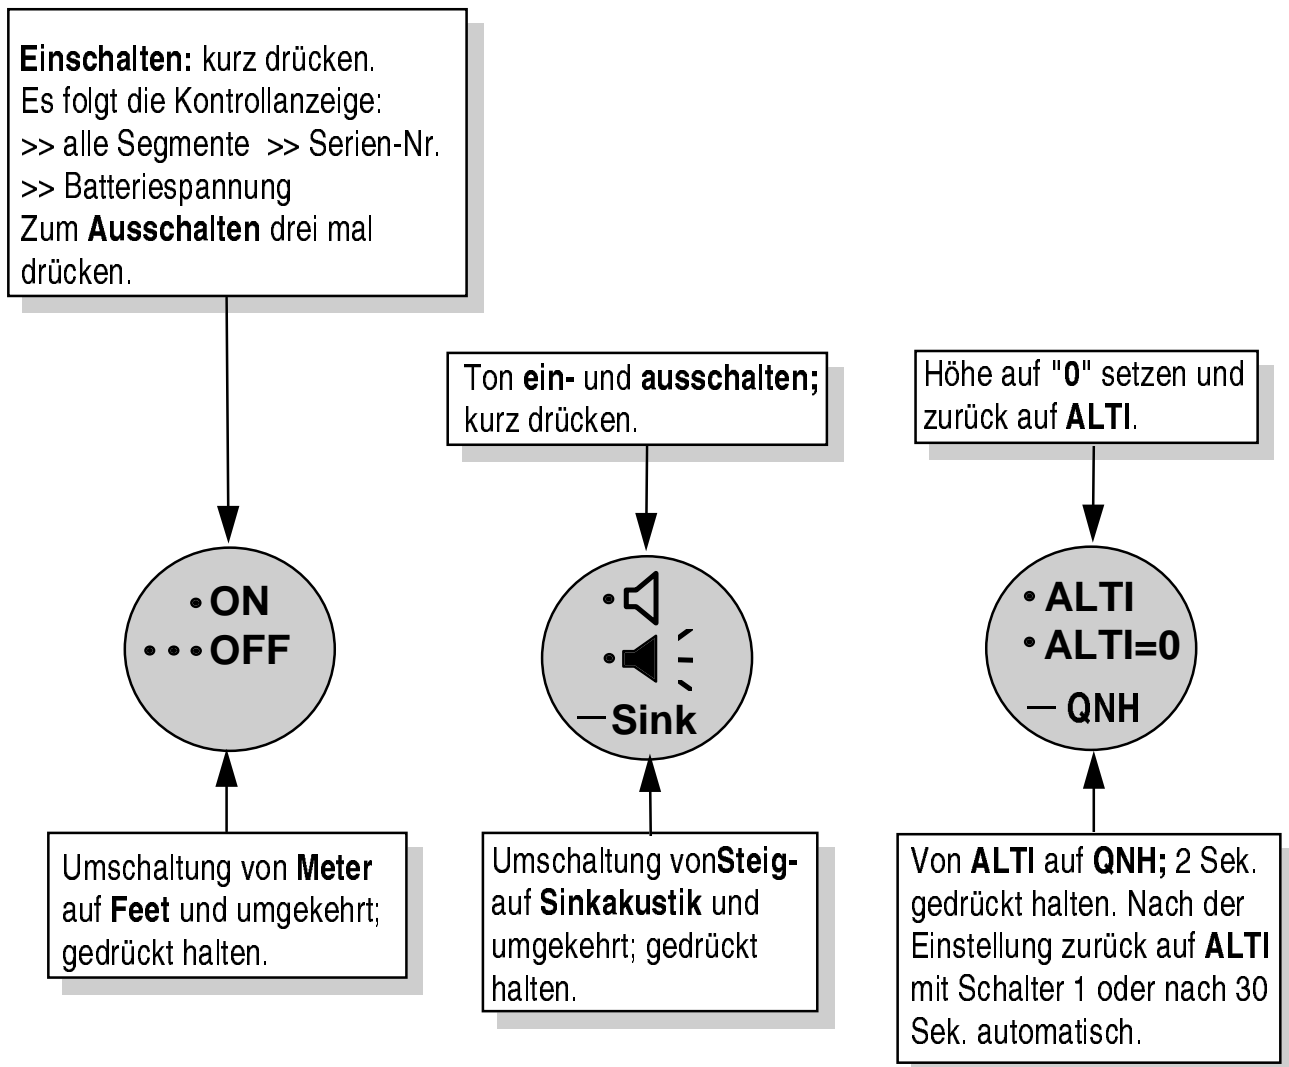 Einschalten: kurz drücken.
Es folgt die Kontrollanzeige:
>> alle Segmente >> Serien-Nr.
>> Batteriespannung
Zum Ausschalten drei mal
drücken.
Ton ein- und ausschalten;
kurz drücken.
Höhe auf "0" setzen und
zurück auf ALTI.
•ON
•••OFF
—Sink
•ALTI
•ALTI=0
— QNH
Umschaltung von Meter
auf Feet und umgekehrt;
gedrückt halten.
Umschaltung vonSteig-
auf Sinkakustik und
umgekehrt; gedrückt
halten.
Von ALTI auf QNH; 2 Sek.
gedrückt halten. Nach der
Einstellung zurück auf ALTI
mit Schalter 1 oder nach 30
Sek. automatisch.